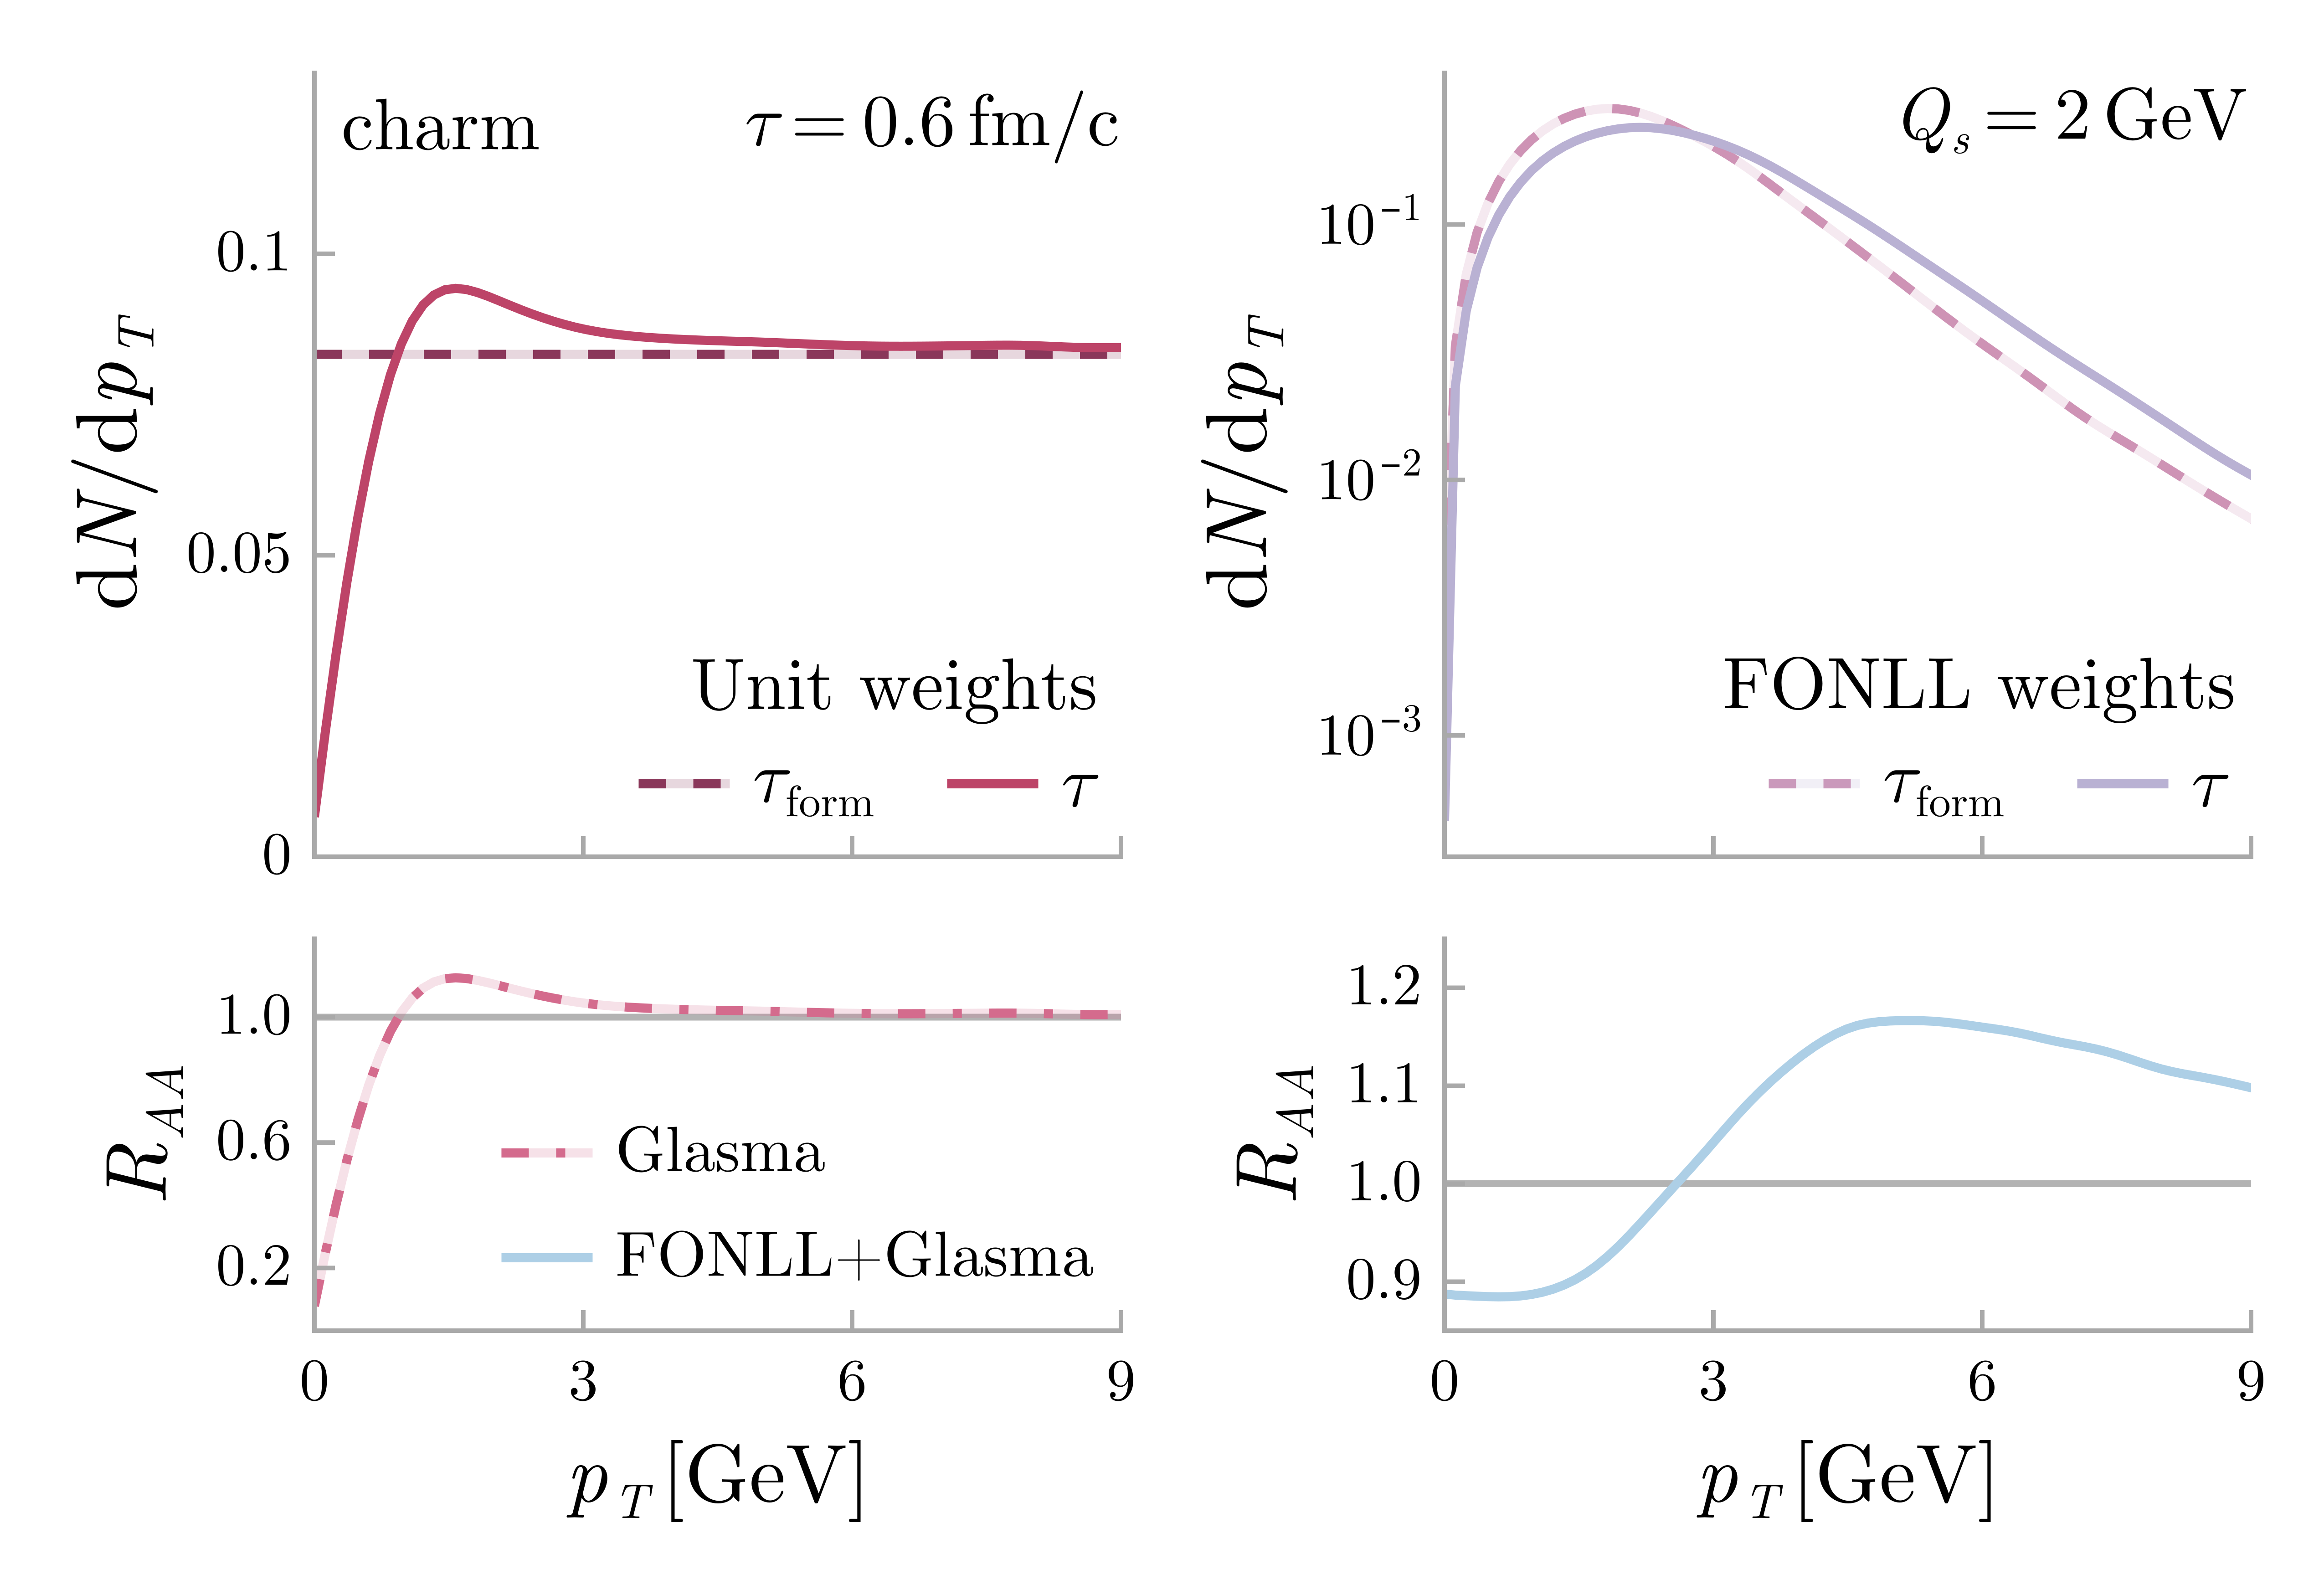 charm
τ = 0.6 fm/c
dN/dp_T
0.1
0.05
0
Unit weights
τ_form
τ
Q_s = 2 GeV
dN/dp_T
10^-1
10^-2
10^-3
FONLL weights
τ_form
τ
R_AA
1.0
0.6
0.2
Glasma
FONLL+Glasma
0 3 6 9
p_T [GeV]
R_AA
1.2
1.1
1.0
0.9
0 3 6 9
p_T [GeV]